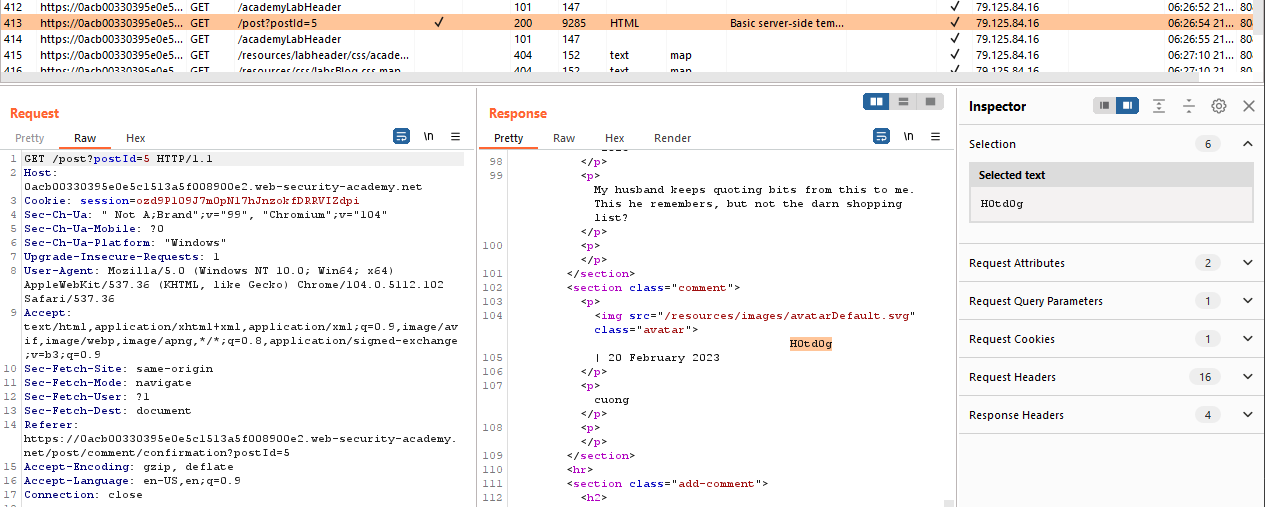 412 https://0acb00330395e0e5... GET /academyLabHeader 101 147 ✓ 79.125.84.16 06:26:52 21... 80
413 https://0acb00330395e0e5... GET /post?postId=5 ✓ 200 9285 HTML Basic server-side tem... ✓ 79.125.84.16 06:26:54 21... 80
414 https://0acb00330395e0e5... GET /academyLabHeader 101 147 ✓ 79.125.84.16 06:26:55 21... 80
415 https://0acb00330395e0e5... GET /resources/labheader/css/acade... 404 152 text map ✓ 79.125.84.16 06:27:10 21... 80
416 https://0acb00330395e0e5... GET /resources/css/labsBlog.css.map 404 152 text map ✓ 79.125.84.16 06:27:10 21... 80
Request
Pretty Raw Hex \n
1 GET /post?postId=5 HTTP/1.1
2 Host:
0acb00330395e0e5c1513a5f008900e2.web-security-academy.net
3 Cookie: session=ozd9P1O9J7mOpNl7hJnzokfDRRVIZdpi
4 Sec-Ch-Ua: " Not A;Brand";v="99", "Chromium";v="104"
5 Sec-Ch-Ua-Mobile: ?0
6 Sec-Ch-Ua-Platform: "Windows"
7 Upgrade-Insecure-Requests: 1
8 User-Agent: Mozilla/5.0 (Windows NT 10.0; Win64; x64)
AppleWebKit/537.36 (KHTML, like Gecko) Chrome/104.0.5112.102
Safari/537.36
9 Accept:
text/html,application/xhtml+xml,application/xml;q=0.9,image/av
if,image/webp,image/apng,*/*;q=0.8,application/signed-exchange
;v=b3;q=0.9
10 Sec-Fetch-Site: same-origin
11 Sec-Fetch-Mode: navigate
12 Sec-Fetch-User: ?1
13 Sec-Fetch-Dest: document
14 Referer:
https://0acb00330395e0e5c1513a5f008900e2.web-security-academy.
net/post/comment/confirmation?postId=5
15 Accept-Encoding: gzip, deflate
16 Accept-Language: en-US,en;q=0.9
17 Connection: close
Response
Pretty Raw Hex Render \n
98 </p>
99 <p>
My husband keeps quoting bits from this to me.
This he remembers, but not the darn shopping
list?
</p>
100 <p>
</p>
101 </section>
102 <section class="comment">
103 <p>
104 <img src="/resources/images/avatarDefault.svg"
class="avatar">
H0td0g
105 | 20 February 2023
106 </p>
107 <p>
cuong
</p>
108 <p>
</p>
109 </section>
110 <hr>
111 <section class="add-comment">
112 <h2>
Inspector
Selection 6
Selected text
H0td0g
Request Attributes 2
Request Query Parameters 1
Request Cookies 1
Request Headers 16
Response Headers 4